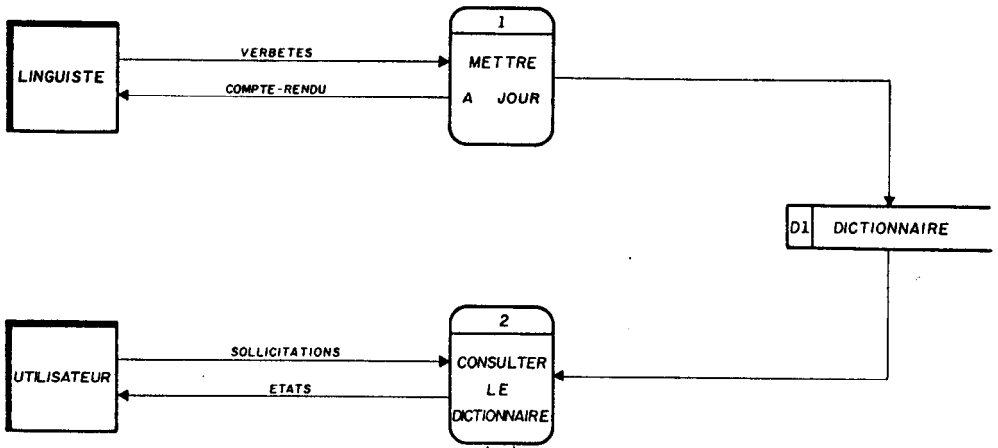 1
VERBETES
LINGUISTE
METTRE
COMPTE-RENDU
A JOUR
D1 DICTIONNAIRE
2
SOLLICITATIONS
CONSULTER
UTILISATEUR
ETATS
LE
DICTIONNAIRE